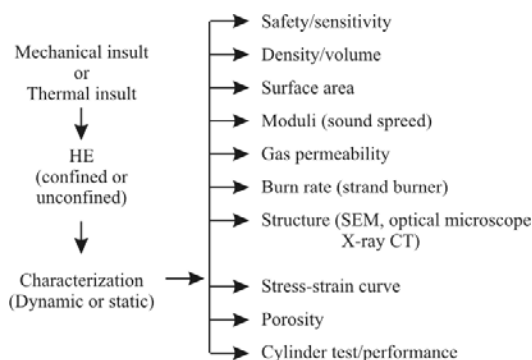 Mechanical insult
or
Thermal insult
HE
(confined or
unconfined)
Characterization
(Dynamic or static)
Safety/sensitivity
Density/volume
Surface area
Moduli (sound spreed)
Gas permeability
Burn rate (strand burner)
Structure (SEM, optical microscope
X-ray CT)
Stress-strain curve
Porosity
Cylinder test/performance